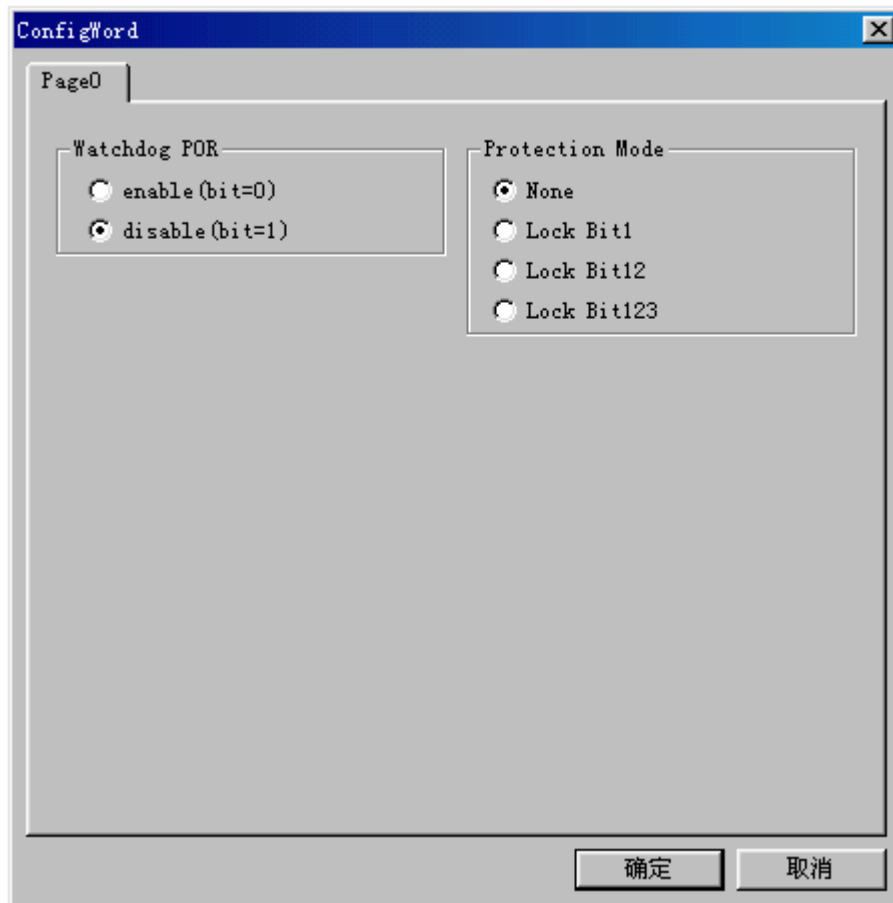 ConfigWord
Page0
Watchdog POR
enable(bit=0)
disable(bit=1)
Protection Mode
None
Lock Bit1
Lock Bit12
Lock Bit123
确定
取消